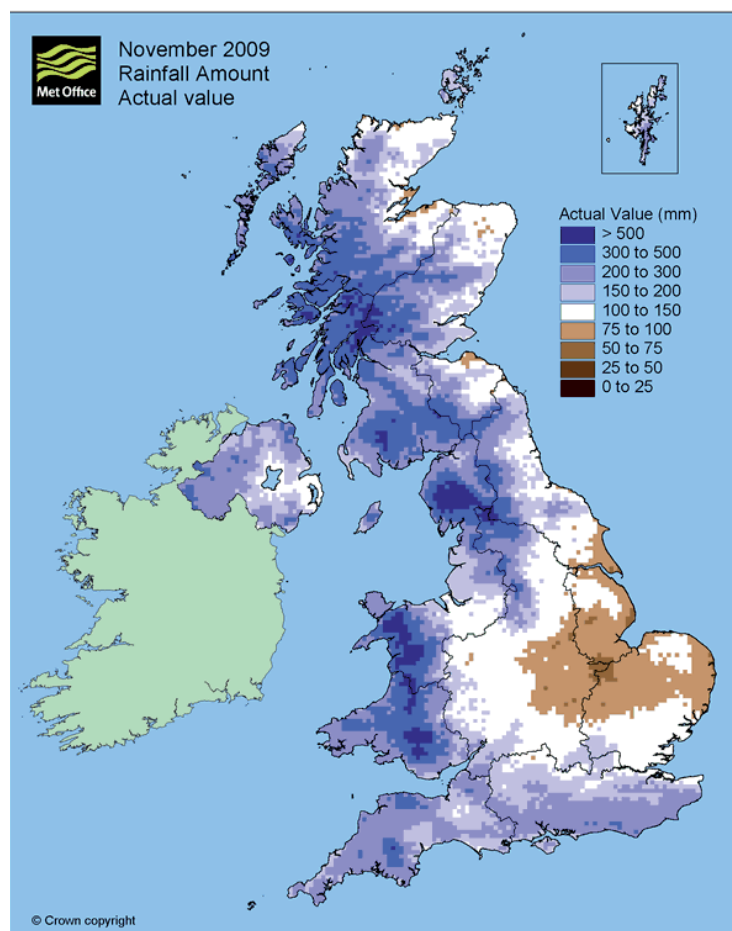 November 2009
Rainfall Amount
Actual value
Met Office
Actual Value (mm)
> 500
300 to 500
200 to 300
150 to 200
100 to 150
75 to 100
50 to 75
25 to 50
0 to 25
© Crown copyright